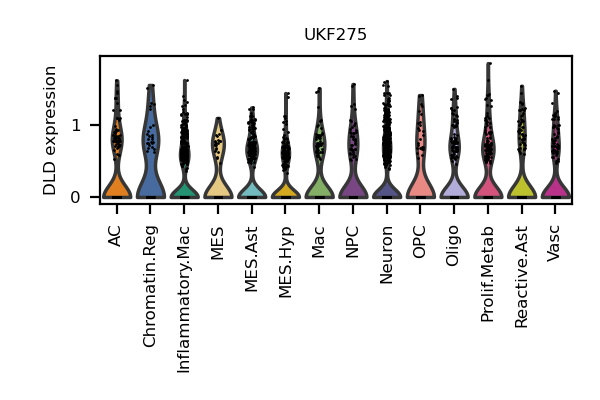 UKF275
DLD expression
1
0
AC
Chromatin.Reg
Inflammatory.Mac
MES
MES.Ast
MES.Hyp
Mac
NPC
Neuron
OPC
Oligo
Prolif.Metab
Reactive.Ast
Vasc